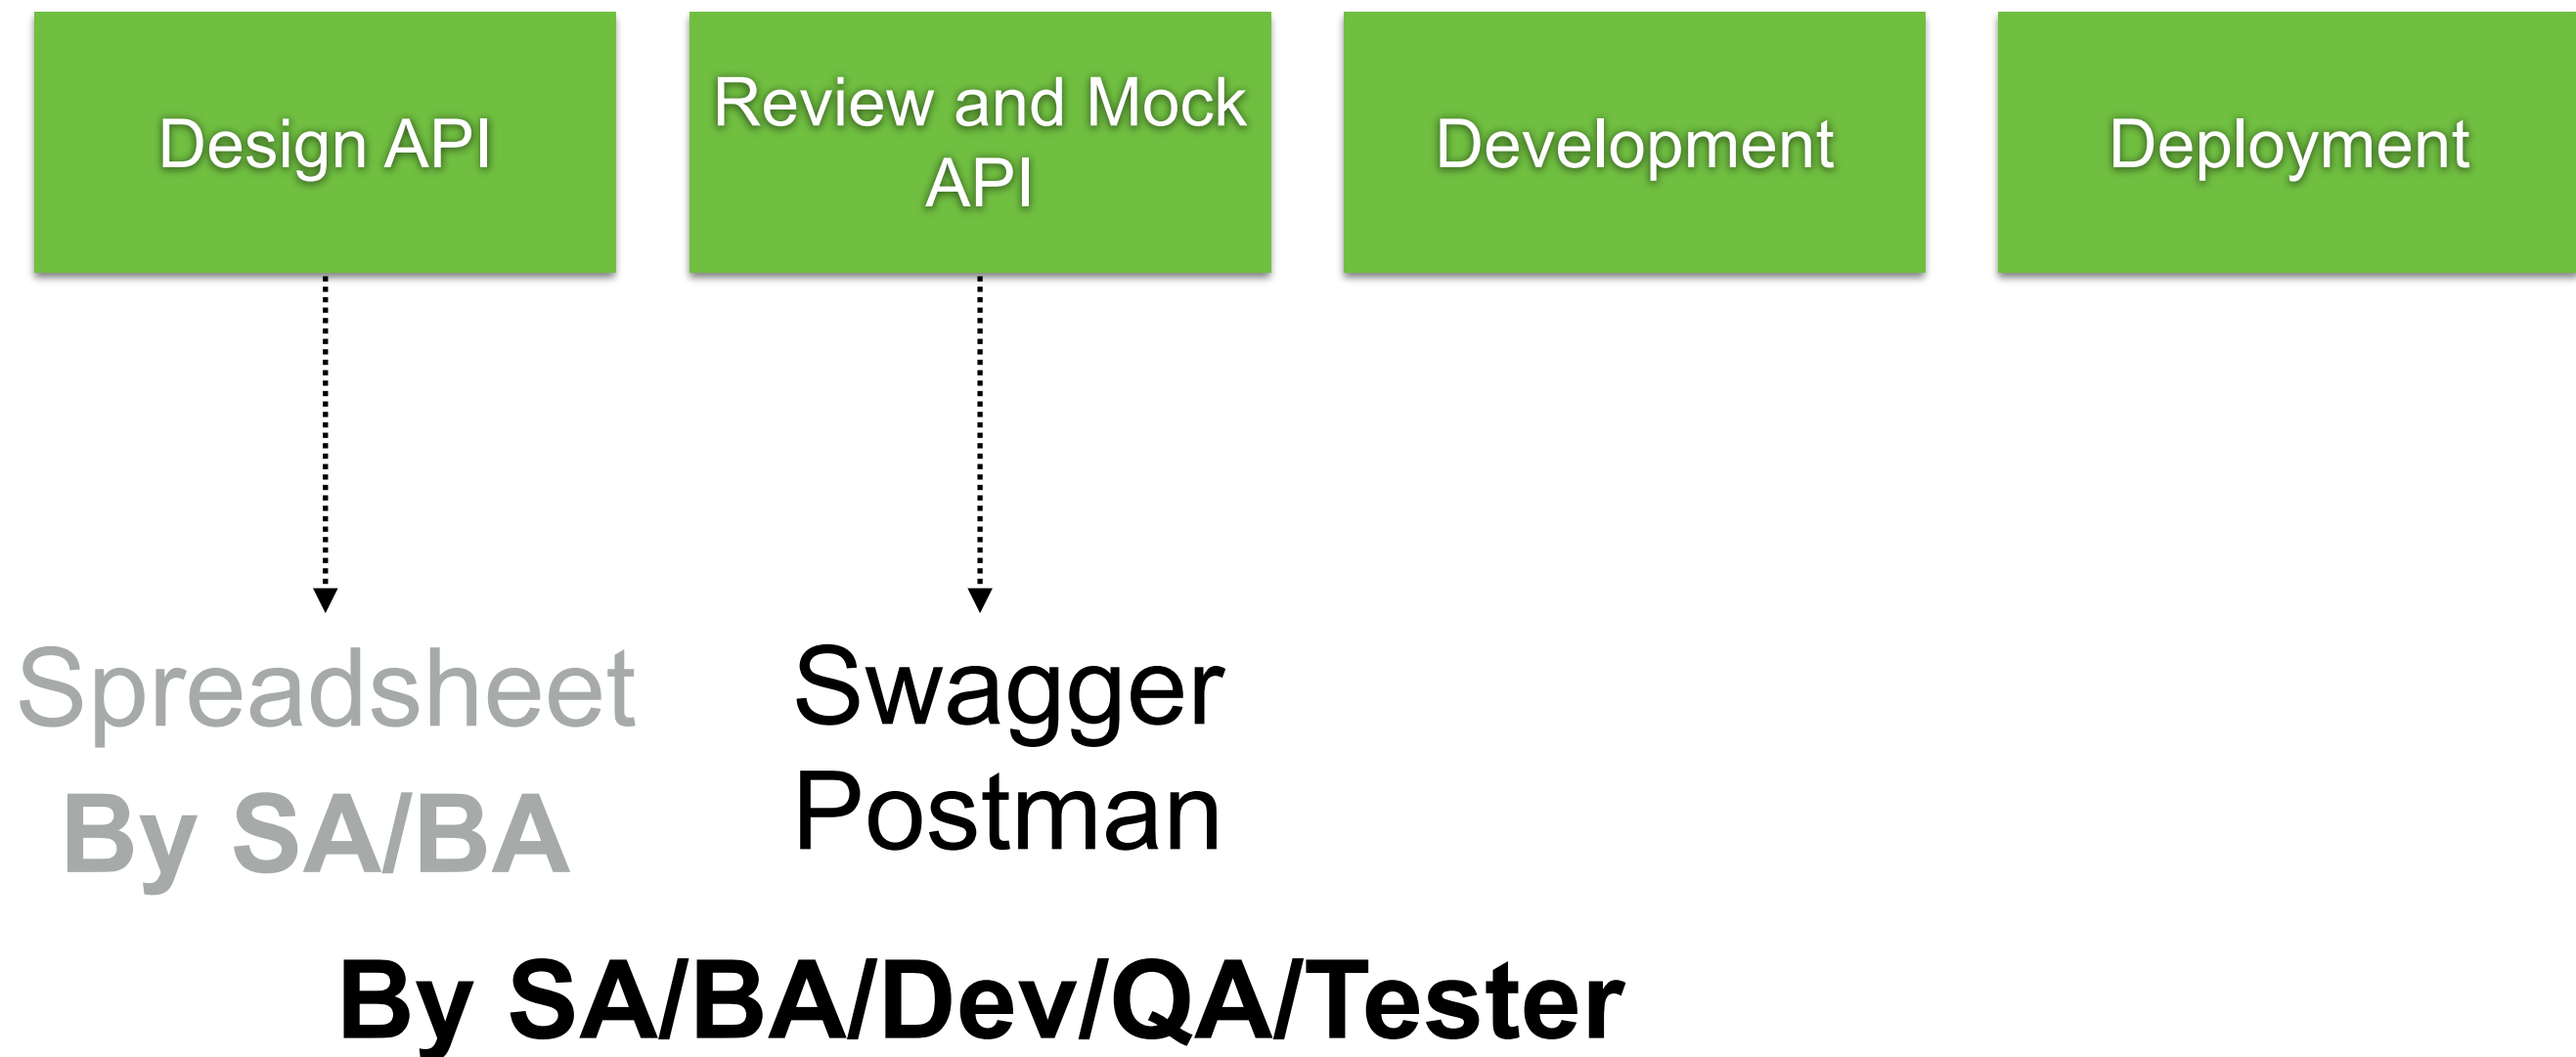 Design API
Review and Mock
API
Development
Deployment
Spreadsheet
By SA/BA
Swagger
Postman
By SA/BA/Dev/QA/Tester